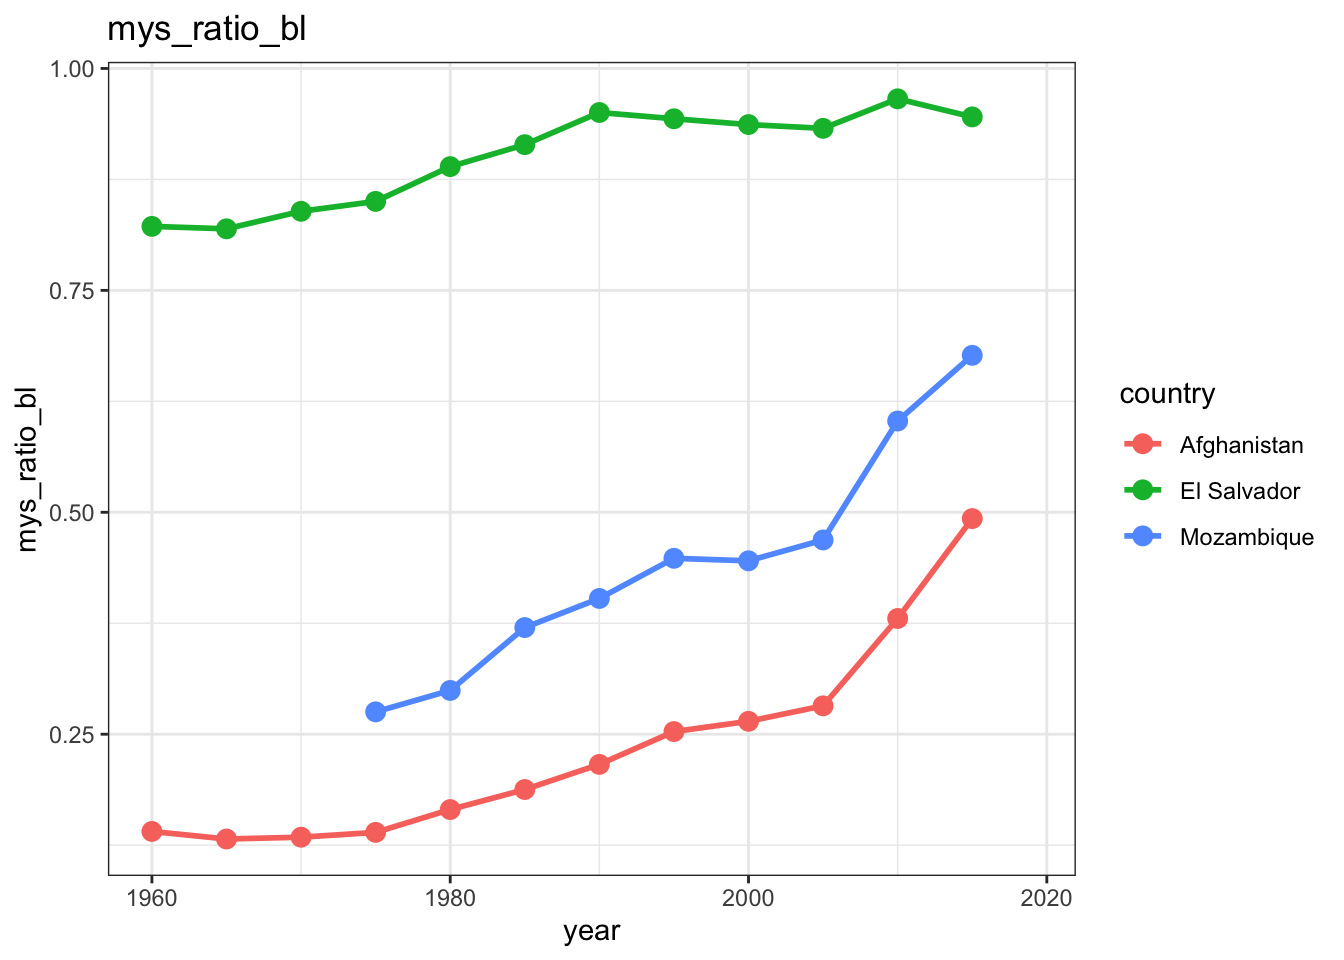 mys_ratio_bl
1.00
0.75
0.50
0.25
mys_ratio_bl
1960 1980 2000 2020
year
country
Afghanistan
El Salvador
Mozambique